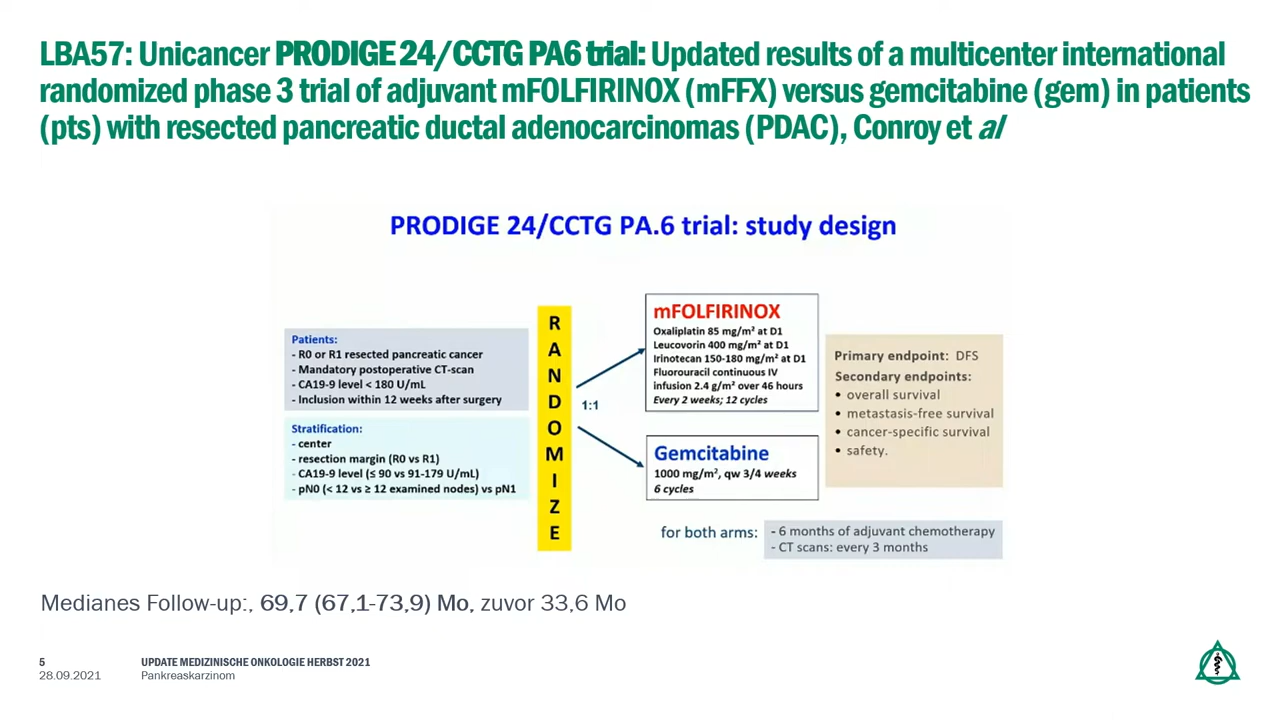 LBA57: Unicancer PRODIGE 24/CCTG PA6 trial: Updated results of a multicenter international
randomized phase 3 trial of adjuvant mFOLFIRINOX (mFFX) versus gemcitabine (gem) in patients
(pts) with resected pancreatic ductal adenocarcinomas (PDAC), Conroy et al
PRODIGE 24/CCTG PA.6 trial: study design
Patients:
- R0 or R1 resected pancreatic cancer
- Mandatory postoperative CT-scan
- CA19-9 level < 180 U/mL
- Inclusion within 12 weeks after surgery
Stratification:
- center
- resection margin (R0 vs R1)
- CA19-9 level (≤ 90 vs 91-179 U/mL)
- pN0 (< 12 vs ≥ 12 examined nodes) vs pN1
R
A
N
D
O
M
I
Z
E
1:1
mFOLFIRINOX
Oxaliplatin 85 mg/m² at D1
Leucovorin 400 mg/m² at D1
Irinotecan 150-180 mg/m² at D1
Fluorouracil continuous IV
infusion 2.4 g/m² over 46 hours
Every 2 weeks; 12 cycles
Gemcitabine
1000 mg/m², qw 3/4 weeks
6 cycles
Primary endpoint: DFS
Secondary endpoints:
• overall survival
• metastasis-free survival
• cancer-specific survival
• safety.
for both arms:
- 6 months of adjuvant chemotherapy
- CT scans: every 3 months
Medianes Follow-up:, 69,7 (67,1-73,9) Mo, zuvor 33,6 Mo
5
28.09.2021
UPDATE MEDIZINISCHE ONKOLOGIE HERBST 2021
Pankreaskarzinom